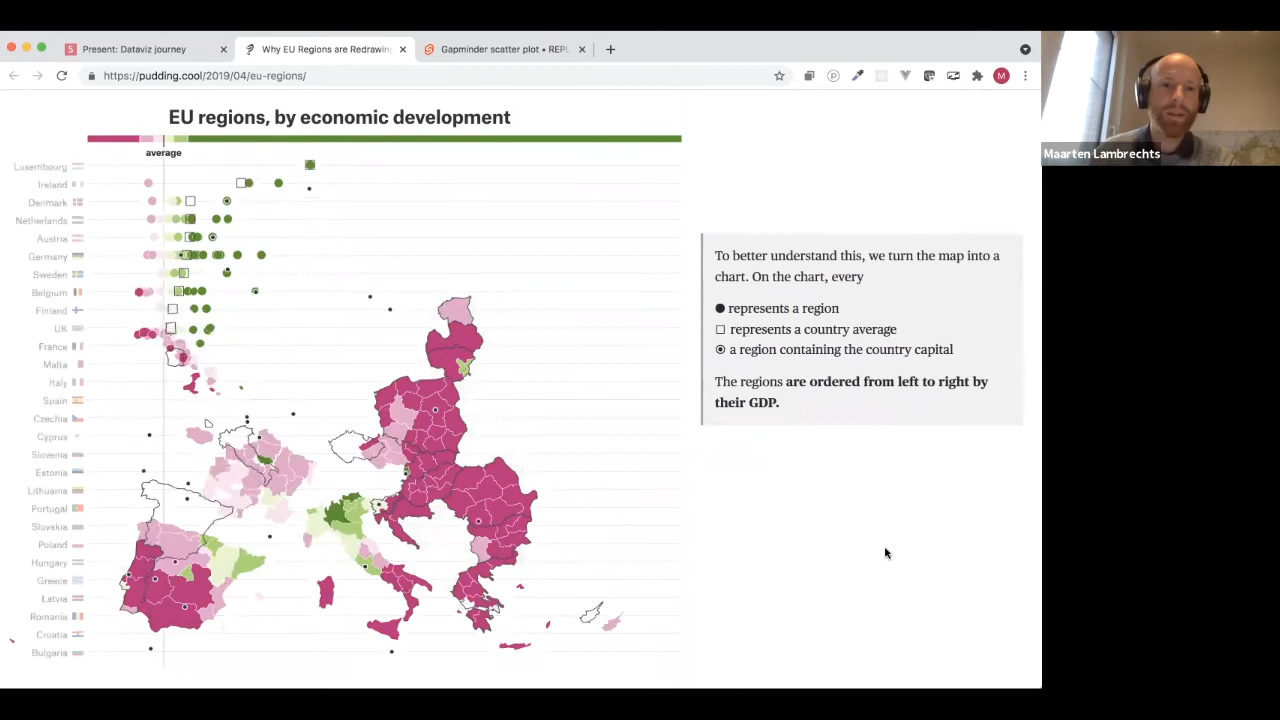 Present: Dataviz journey
Why EU Regions are Redrawin
Gapminder scatter plot • REPL
https://pudding.cool/2019/04/eu-regions/
M
Maarten Lambrechts
EU regions, by economic development
average
Luxembourg
Ireland
Denmark
Netherlands
Austria
Germany
Sweden
Belgium
Finland
UK
France
Malta
Italy
Spain
Czechia
Cyprus
Slovenia
Estonia
Lithuania
Portugal
Slovakia
Poland
Hungary
Greece
Latvia
Romania
Croatia
Bulgaria
To better understand this, we turn the map into a
chart. On the chart, every
represents a region
represents a country average
a region containing the country capital
The regions are ordered from left to right by
their GDP.